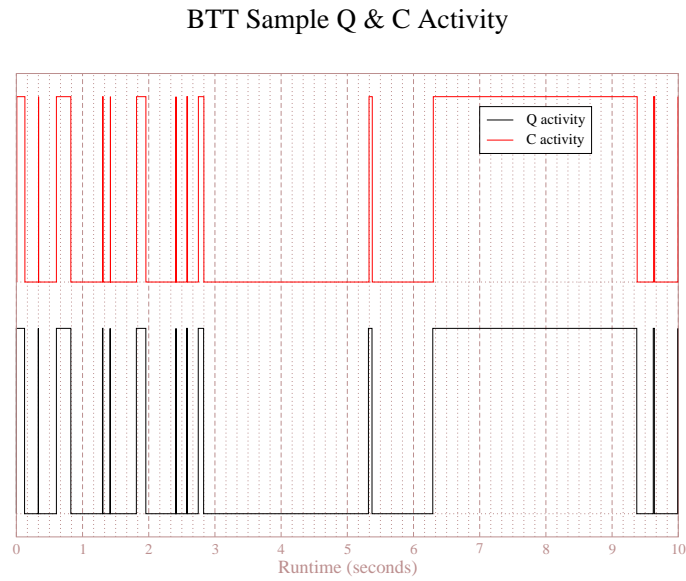 BTT Sample Q & C Activity
Q activity
C activity
0 1 2 3 4 5 6 7 8 9 10
Runtime (seconds)